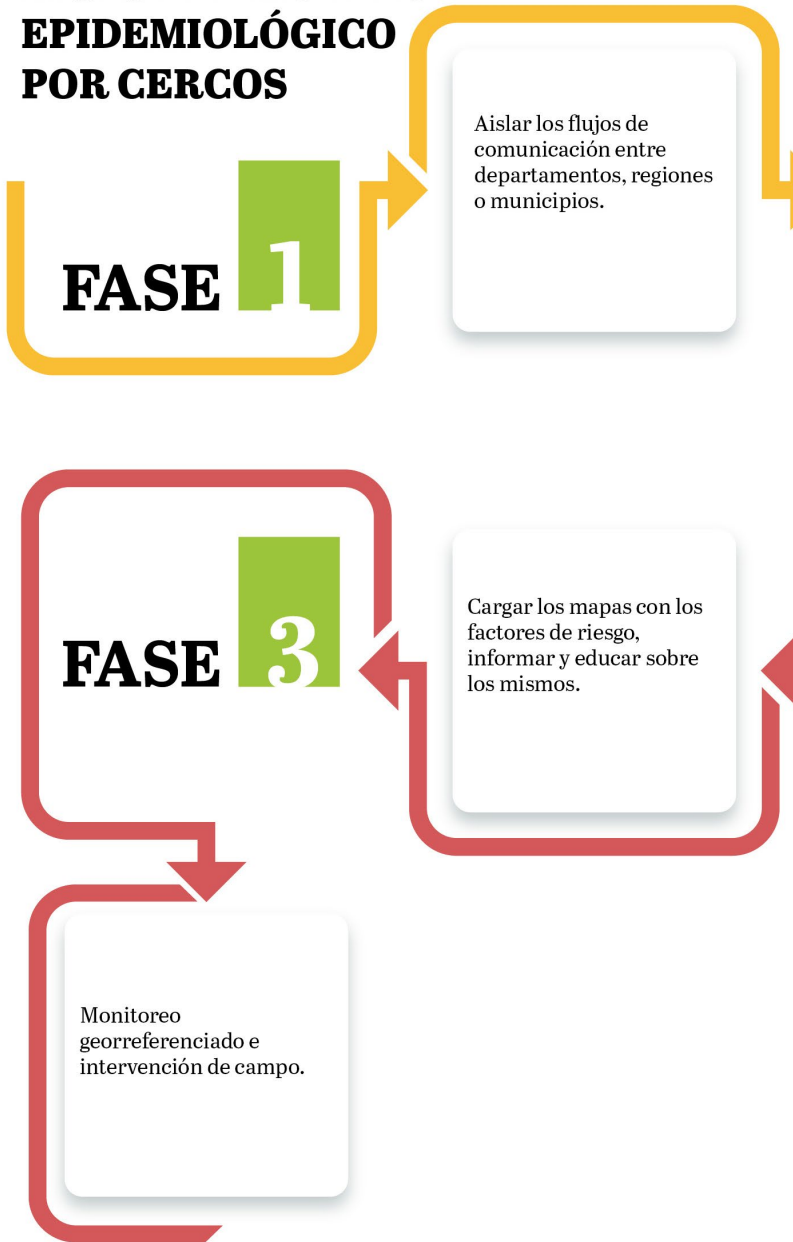 EPIDEMIOLÓGICO
POR CERCOS
FASE 1
Aislar los flujos de
comunicación entre
departamentos, regiones
o municipios.
FASE 3
Cargar los mapas con los
factores de riesgo,
informar y educar sobre
los mismos.
Monitoreo
georreferenciado e
intervención de campo.